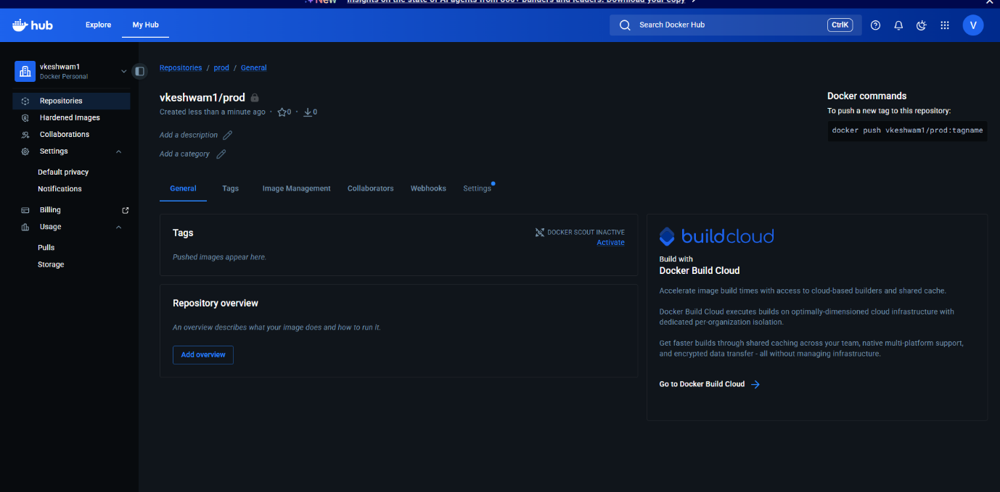 New Insights on the state of AI agents from 800+ builders and leaders. Download your copy
hub
Explore
My Hub
Search Docker Hub
CtrlK
V
vkeshwam1
Docker Personal
Repositories
Hardened Images
Collaborations
Settings
Default privacy
Notifications
Billing
Usage
Pulls
Storage
Repositories / prod / General
vkeshwam1/prod
Created less than a minute ago · 0 · 0
Add a description
Add a category
Docker commands
To push a new tag to this repository:
docker push vkeshwam1/prod:tagname
General
Tags
Image Management
Collaborators
Webhooks
Settings
Tags
DOCKER SCOUT INACTIVE
Activate
Pushed images appear here.
Repository overview
An overview describes what your image does and how to run it.
Add overview
buildcloud
Build with
Docker Build Cloud
Accelerate image build times with access to cloud-based builders and shared cache.
Docker Build Cloud executes builds on optimally-dimensioned cloud infrastructure with
dedicated per-organization isolation.
Get faster builds through shared caching across your team, native multi-platform support,
and encrypted data transfer - all without managing infrastructure.
Go to Docker Build Cloud